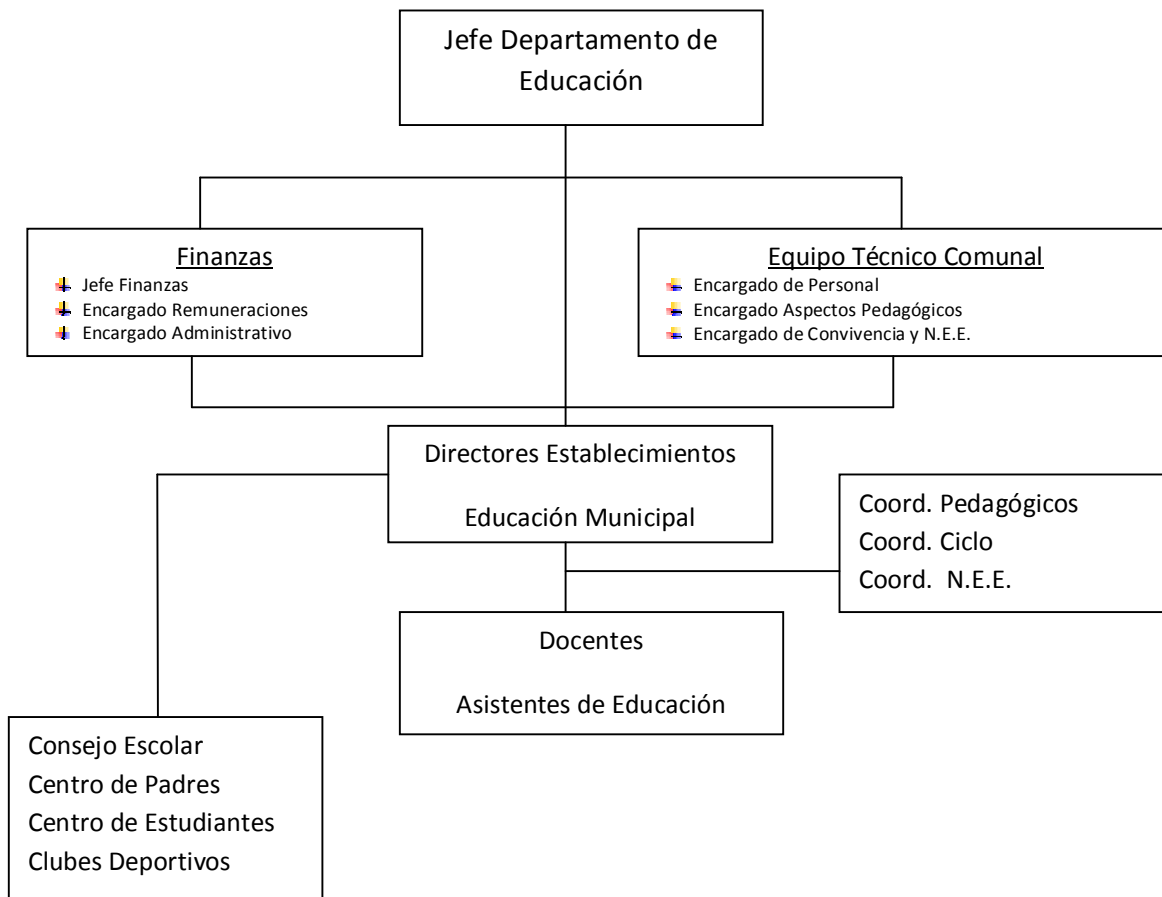 Jefe Departamento de
Educación
Finanzas
Jefe Finanzas
Encargado Remuneraciones
Encargado Administrativo
Equipo Técnico Comunal
Encargado de Personal
Encargado Aspectos Pedagógicos
Encargado de Convivencia y N.E.E.
Directores Establecimientos
Educación Municipal
Coord. Pedagógicos
Coord. Ciclo
Coord.  N.E.E.
Docentes
Asistentes de Educación
Consejo Escolar
Centro de Padres
Centro de Estudiantes
Clubes Deportivos